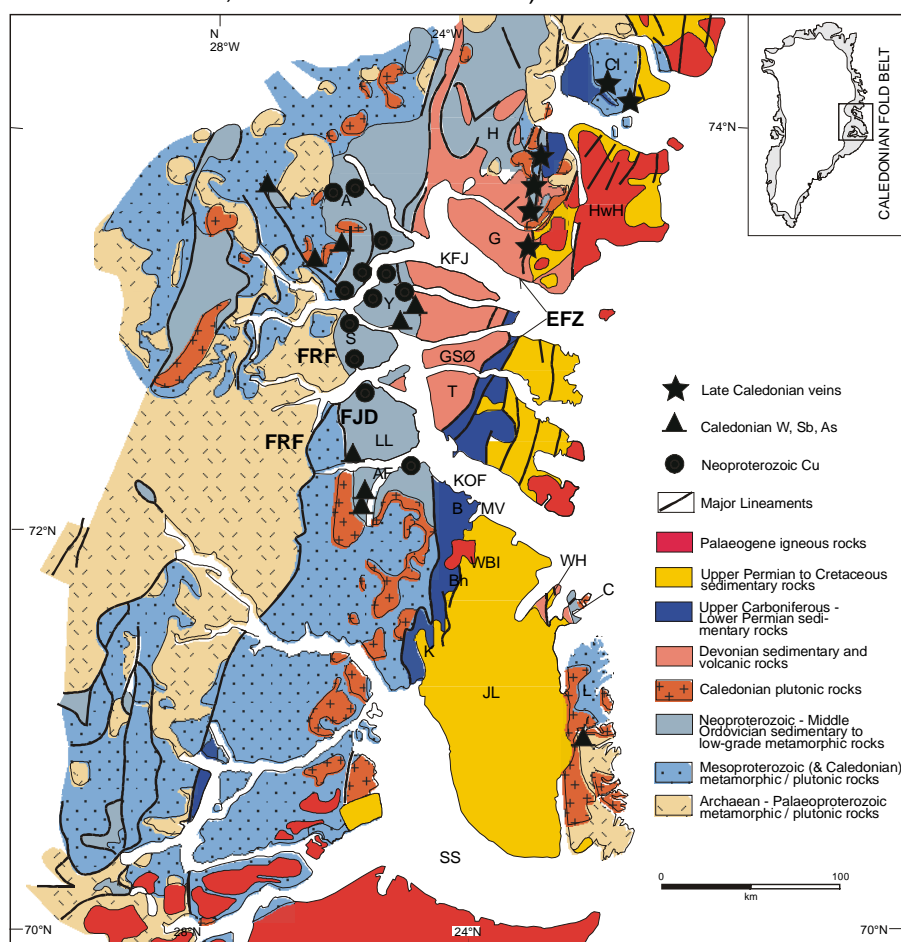 N
28°W
24°W
CI
74°N
CALEDONIAN FOLD BELT
H
A
HwH
G
KFJ
Y
EFZ
S
FRF
GSØ
T
Late Caledonian veins
FJD
Caledonian W, Sb, As
FRF
LL
Neoproterozoic Cu
AF
KOF
B
MV
Major Lineaments
72°N
Palaeogene igneous rocks
WBI
WH
Bh
C
Upper Permian to Cretaceous
sedimentary rocks
Upper Carboniferous -
Lower Permian sedi-
mentary rocks
K
Devonian sedimentary and
volcanic rocks
JL
L
Caledonian plutonic rocks
Neoproterozoic - Middle
Ordovician sedimentary to
low-grade metamorphic rocks
Mesoproterozoic (& Caledonian)
metamorphic / plutonic rocks
Archaean - Palaeoproterozoic
metamorphic / plutonic rocks
SS
0
100
km
70°N
28°N
24°N
70°N